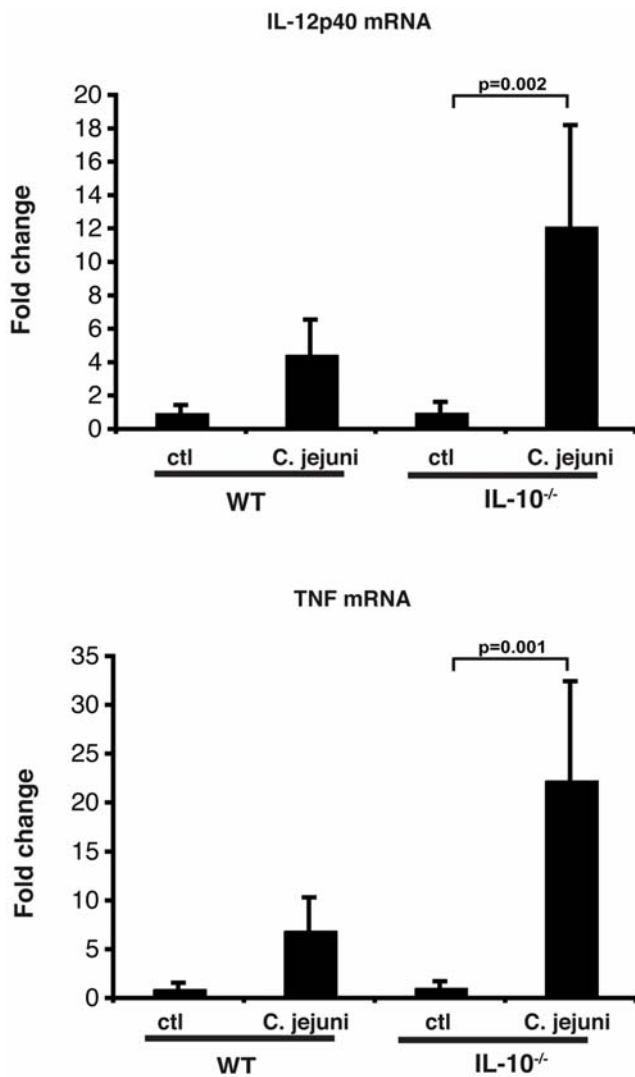 IL-12p40 mRNA
p=0.002
20
18
16
14
12
10
8
6
4
2
0
Fold change
ctl C. jejuni ctl C. jejuni
WT IL-10-/-
TNF mRNA
p=0.001
35
30
25
20
15
10
5
0
Fold change
ctl C. jejuni ctl C. jejuni
WT IL-10-/-